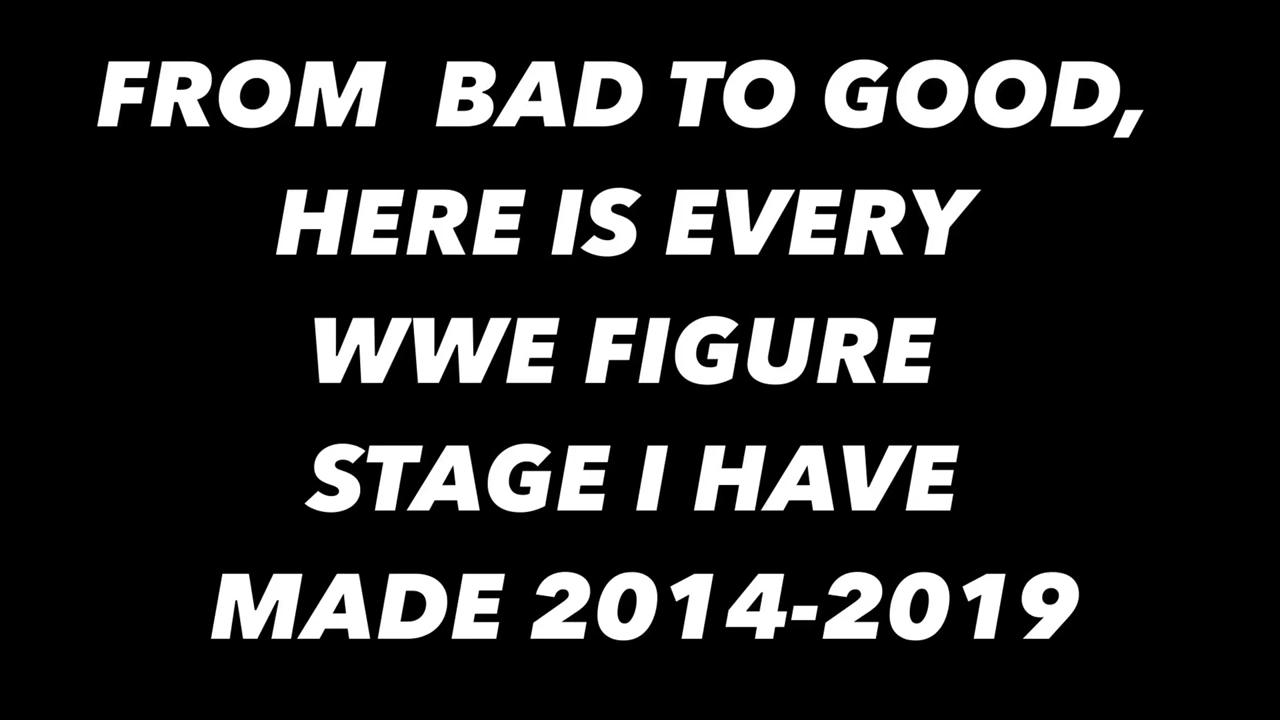 FROM  BAD TO GOOD,
HERE IS EVERY
WWE FIGURE
STAGE I HAVE
MADE 2014-2019